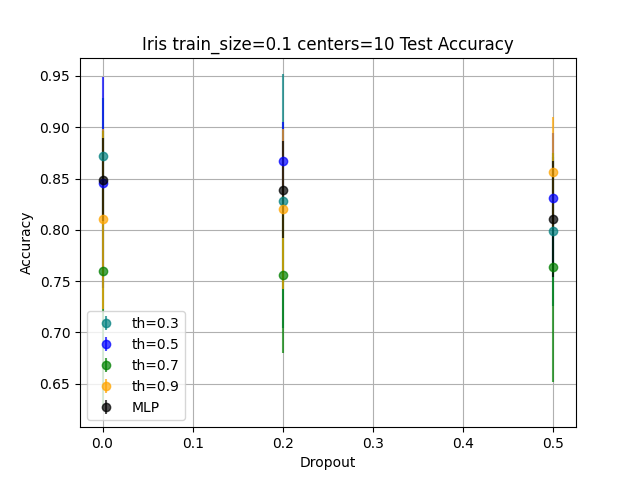 Iris train_size=0.1 centers=10 Test Accuracy
0.95
0.90
0.85
0.80
0.75
0.70
0.65
Accuracy
th=0.3
th=0.5
th=0.7
th=0.9
MLP
0.0 0.1 0.2 0.3 0.4 0.5
Dropout